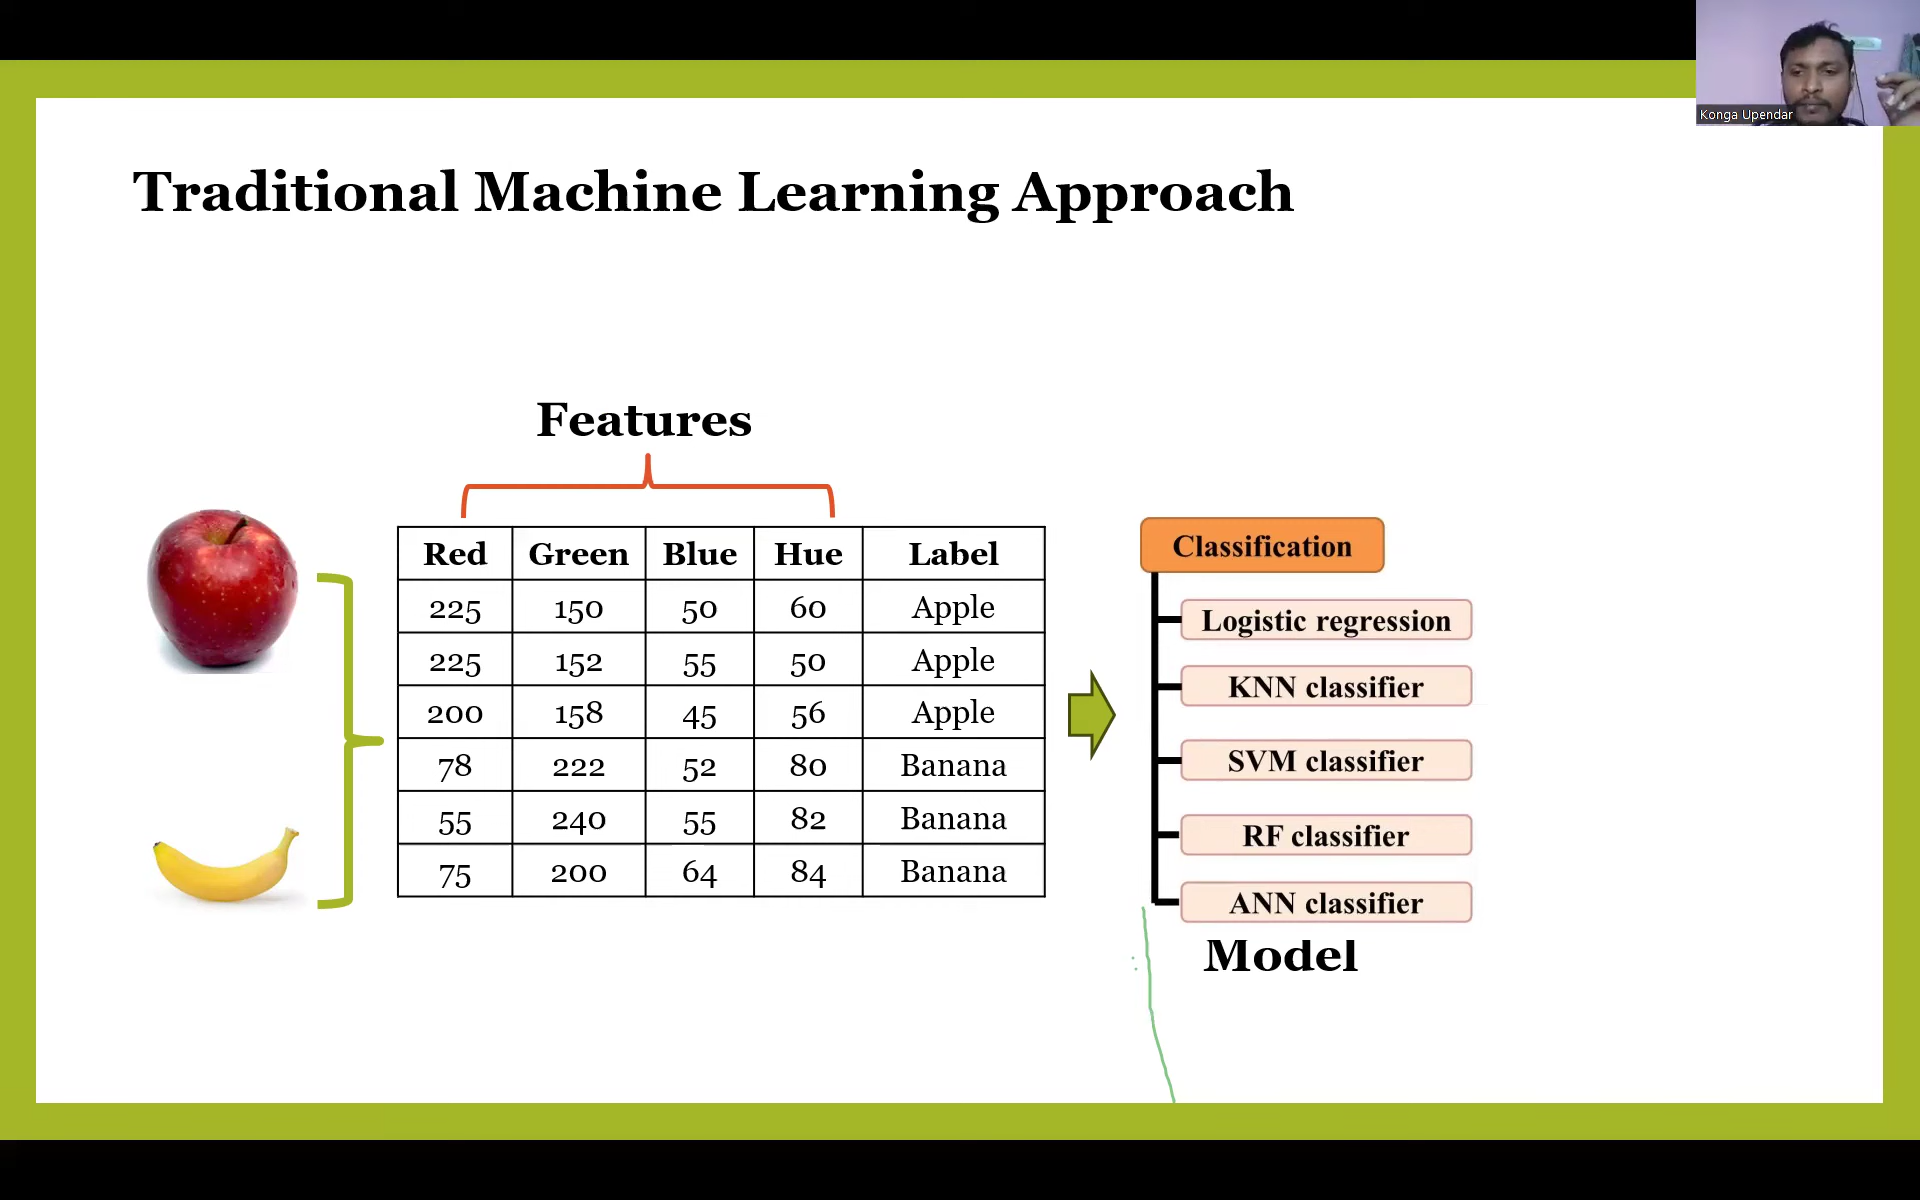 Konga Upendar
Traditional Machine Learning Approach
Features
Red Green Blue Hue Label
225 150 50 60 Apple
225 152 55 50 Apple
200 158 45 56 Apple
78 222 52 80 Banana
55 240 55 82 Banana
75 200 64 84 Banana
Classification
Logistic regression
KNN classifier
SVM classifier
RF classifier
ANN classifier
Model